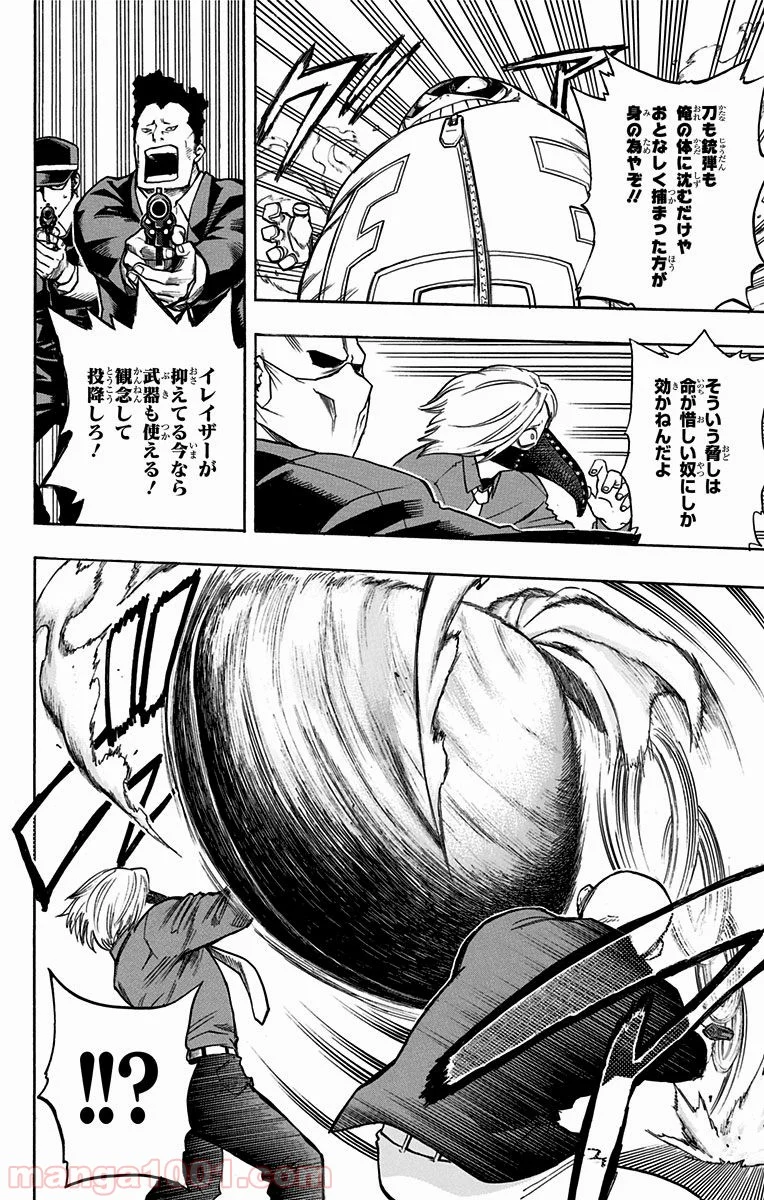 刀も銃弾も
俺の体に沈むだけや
おとなしく捕まった方が
身の為やぞ!!
イレイザーが
抑えてる今なら
武器も使える!
観念して
投降しろ!
そういう脅しは
命が惜しい奴にしか
効かねんだよ
!!?
manga1001.com